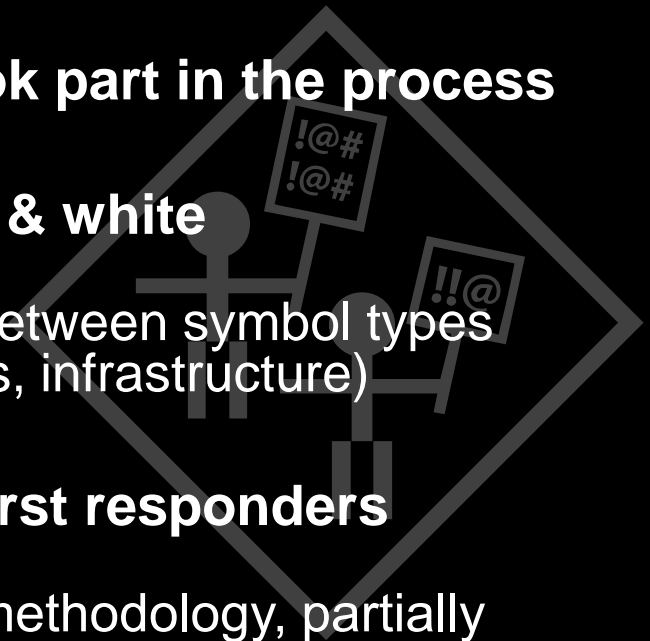 ok part in the process
!@#
!@#
& white
!!@
etween symbol types
s, infrastructure)
rst responders
nethodology, partially